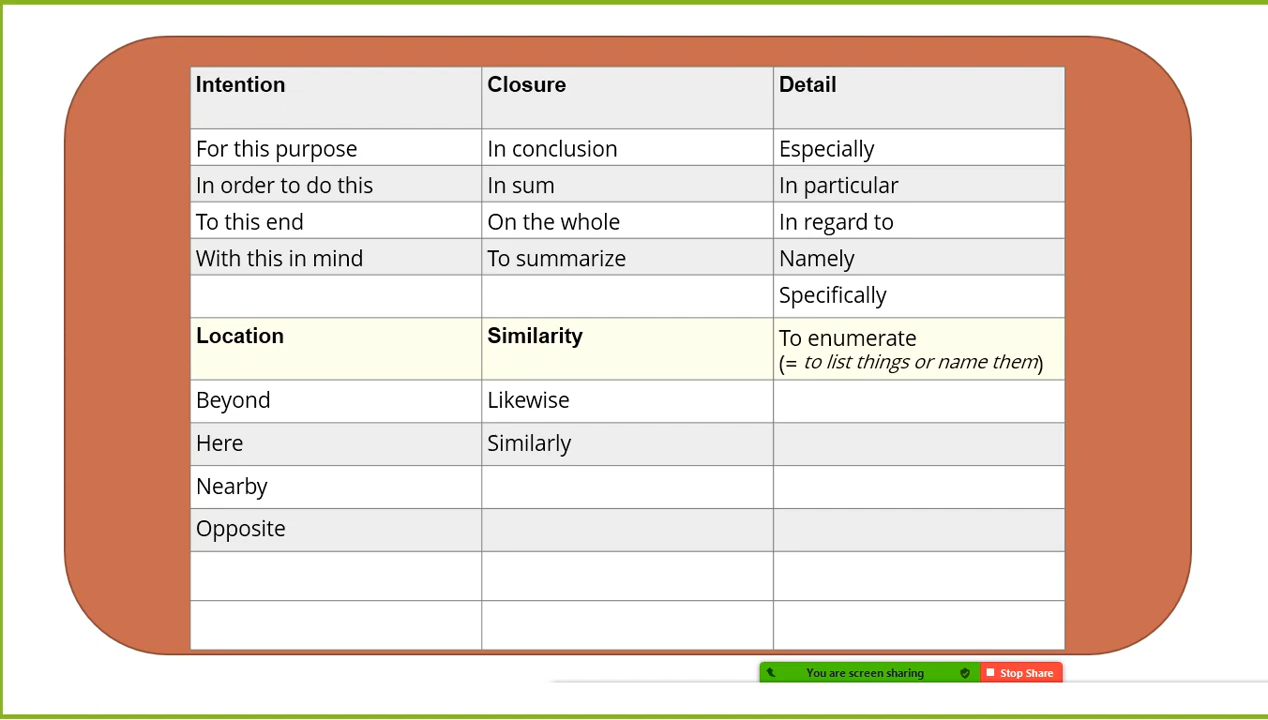 Intention Closure Detail
For this purpose In conclusion Especially
In order to do this In sum In particular
To this end On the whole In regard to
With this in mind To summarize Namely
Specifically
Location Similarity To enumerate
(= to list things or name them)
Beyond Likewise
Here Similarly
Nearby
Opposite
You are screen sharing Stop Share